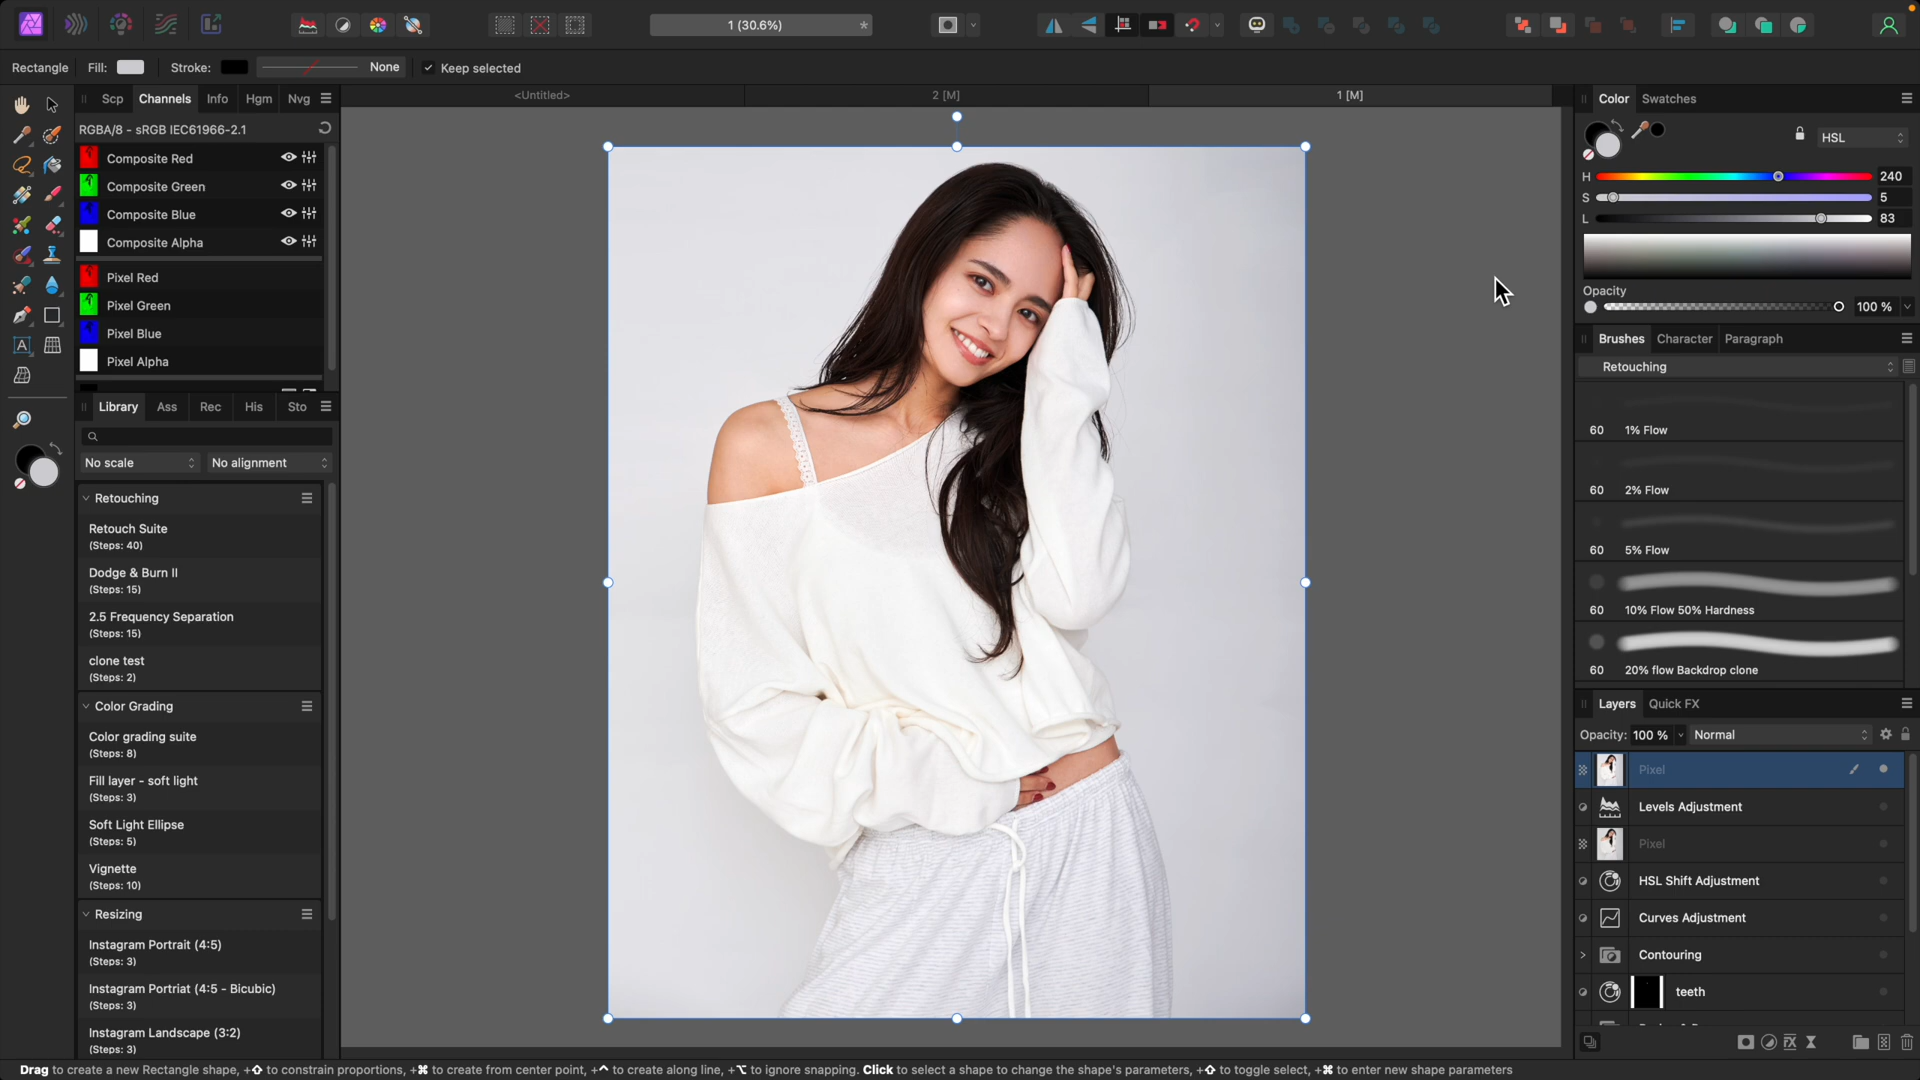 1 (30.6%) *
Rectangle Fill: Stroke: None Keep selected
Scp Channels Info Hgm Nvg
<Untitled> 2 [M] 1 [M]
RGBA/8 - sRGB IEC61966-2.1
Composite Red
Composite Green
Composite Blue
Composite Alpha
Pixel Red
Pixel Green
Pixel Blue
Pixel Alpha
Library Ass Rec His Sto
No scale No alignment
Retouching
Retouch Suite
(Steps: 40)
Dodge & Burn II
(Steps: 15)
2.5 Frequency Separation
(Steps: 15)
clone test
(Steps: 2)
Color Grading
Color grading suite
(Steps: 8)
Fill layer - soft light
(Steps: 3)
Soft Light Ellipse
(Steps: 5)
Vignette
(Steps: 10)
Resizing
Instagram Portrait (4:5)
(Steps: 3)
Instagram Portriat (4:5 - Bicubic)
(Steps: 3)
Instagram Landscape (3:2)
(Steps: 3)
Color Swatches
HSL
H 240
S 5
L 83
Opacity
100 %
Brushes Character Paragraph
Retouching
60 1% Flow
60 2% Flow
60 5% Flow
60 10% Flow 50% Hardness
60 20% flow Backdrop clone
Layers Quick FX
Opacity: 100 % Normal
Pixel
Levels Adjustment
Pixel
HSL Shift Adjustment
Curves Adjustment
Contouring
teeth
Drag to create a new Rectangle shape, +⇧ to constrain proportions, +⌘ to create from center point, +^ to create along line, +⌥ to ignore snapping. Click to select a shape to change the shape's parameters, +⇧ to toggle select, +⌘ to enter new shape parameters